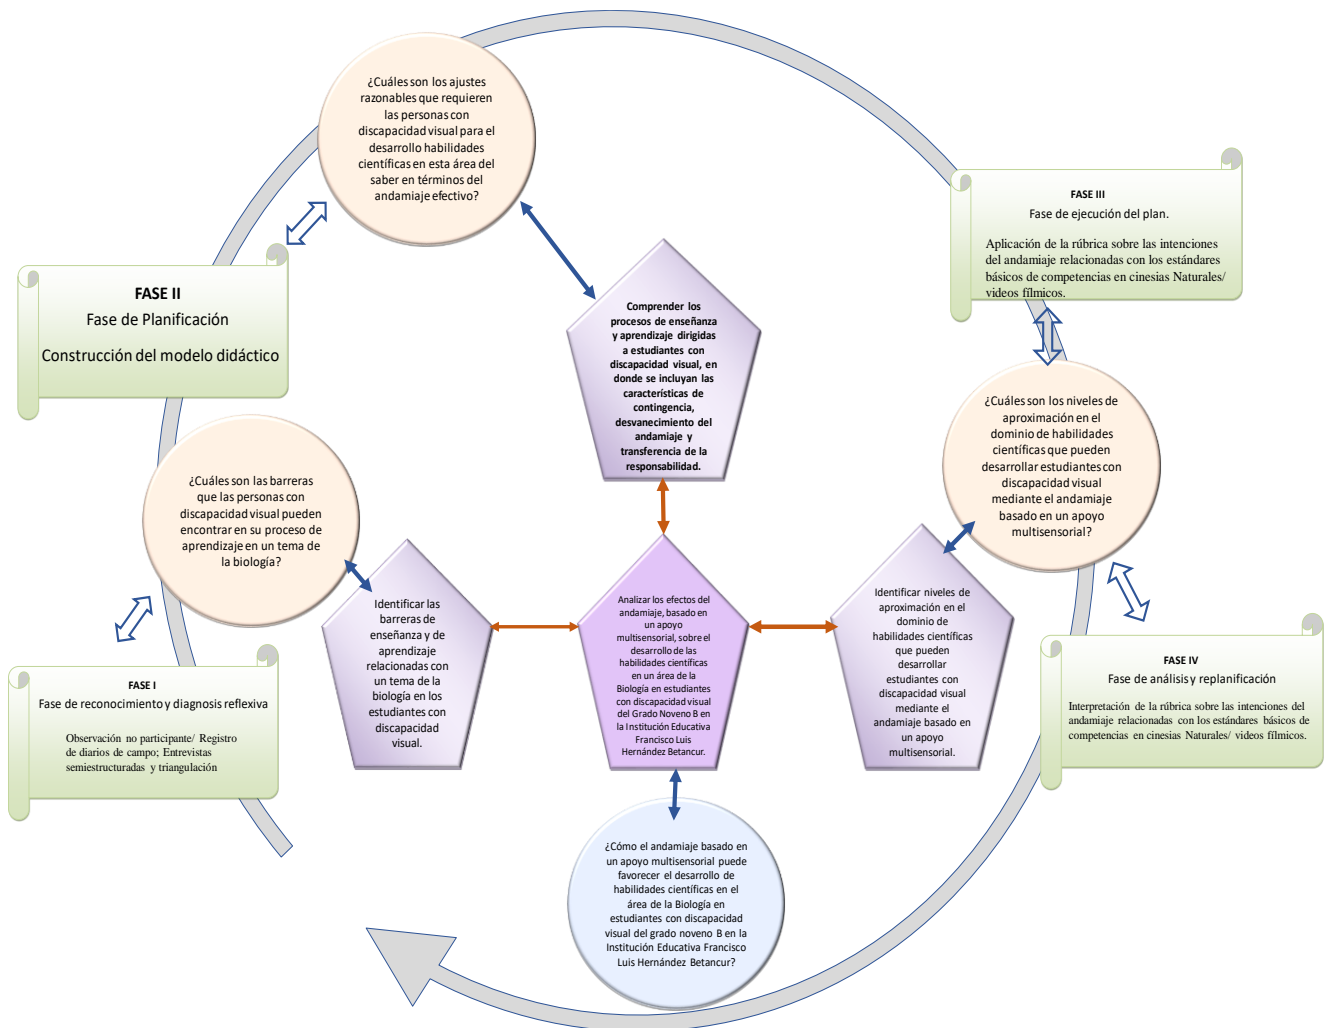 ¿Cuáles son los ajustes
razonables que requieren
las personas con
discapacidad visual para el
desarrollo habilidades
científicas en esta área del
saber en términos del
andamiaje efectivo?
FASE III
Fase de ejecución del plan.
Aplicación de la rúbrica sobre las intenciones
del andamiaje relacionadas con los estándares
básicos de competencias en cinesias Naturales/
videos fílmicos.
FASE II
Fase de Planificación
Construcción del modelo didáctico
Comprender los
procesos de enseñanza
y aprendizaje dirigidas
a estudiantes con
discapacidad visual, en
donde se incluyan las
características de
contingencia,
desvanecimiento del
andamiaje y
transferencia de la
responsabilidad.
¿Cuáles son los niveles de
aproximación en el
dominio de habilidades
científicas que pueden
desarrollar estudiantes con
discapacidad visual
mediante el andamiaje
basado en un apoyo
multisensorial?
¿Cuáles son las barreras
que las personas con
discapacidad visual pueden
encontrar en su proceso de
aprendizaje en un tema de
la biología?
Identificar las
barreras de
enseñanza y de
aprendizaje
relacionadas con
un tema de la
biología en los
estudiantes con
discapacidad
visual.
Analizar los efectos del
andamiaje, basado en
un apoyo
multisensorial, sobre el
desarrollo de las
habilidades científicas
en un área de la
Biología en estudiantes
con discapacidad visual
del Grado Noveno B en
la Institución Educativa
Francisco Luis
Hernández Betancur.
Identificar niveles de
aproximación en el
dominio de
habilidades científicas
que pueden
desarrollar
estudiantes con
discapacidad visual
mediante el
andamiaje basado en
un apoyo
multisensorial.
FASE I
Fase de reconocimiento y diagnosis reflexiva
Observación no participante/ Registro
de diarios de campo; Entrevistas
semiestructuradas y triangulación
FASE IV
Fase de análisis y replanificación
Interpretación de la rúbrica sobre las intenciones del
andamiaje relacionadas con los estándares básicos de
competencias en cinesias Naturales/ videos fílmicos.
¿Cómo el andamiaje basado en
un apoyo multisensorial puede
favorecer el desarrollo de
habilidades científicas en el
área de la Biología en
estudiantes con discapacidad
visual del grado noveno B en la
Institución Educativa Francisco
Luis Hernández Betancur?